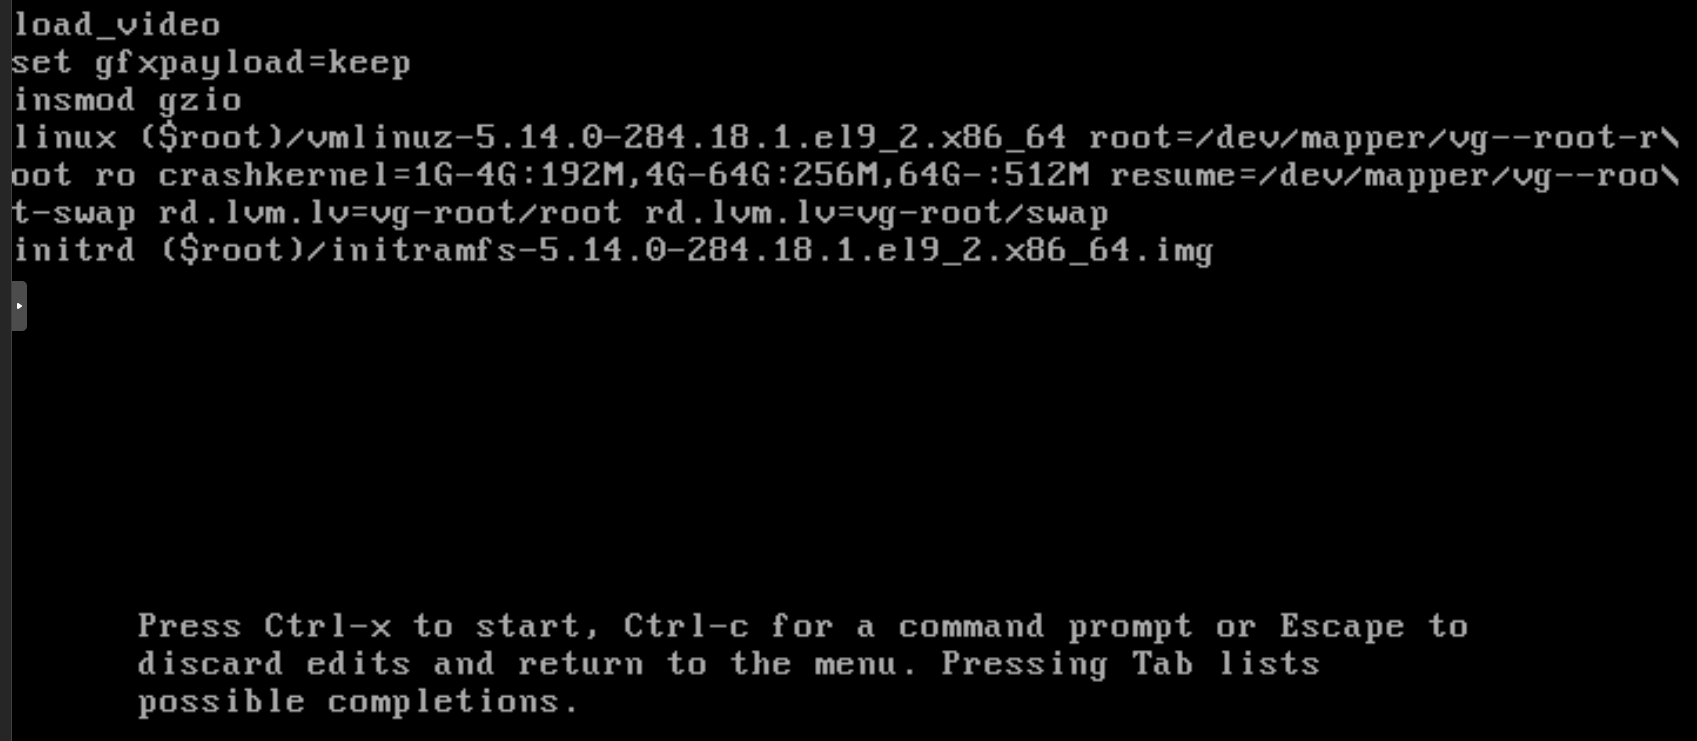 load_video
set gfxpayload=keep
insmod gzio
linux ($root)/vmlinuz-5.14.0-284.18.1.el9_2.x86_64 root=/dev/mapper/vg--root-r\
oot ro crashkernel=1G-4G:192M,4G-64G:256M,64G-:512M resume=/dev/mapper/vg--roo\
t-swap rd.lvm.lv=vg-root/root rd.lvm.lv=vg-root/swap
initrd ($root)/initramfs-5.14.0-284.18.1.el9_2.x86_64.img
Press Ctrl-x to start, Ctrl-c for a command prompt or Escape to
discard edits and return to the menu. Pressing Tab lists
possible completions.